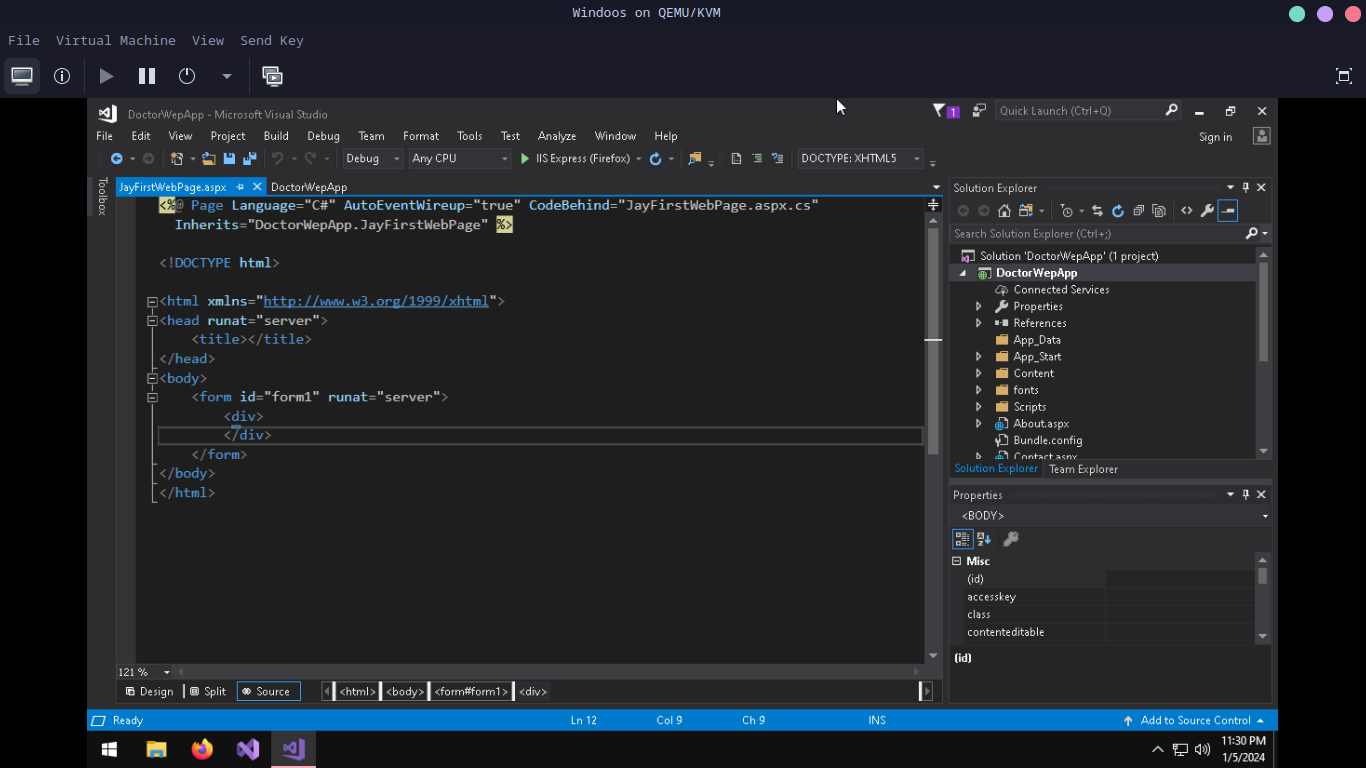 Windoos on QEMU/KVM
File Virtual Machine View Send Key
DoctorWepApp - Microsoft Visual Studio
1
Quick Launch (Ctrl+Q)
File Edit View Project Build Debug Team Format Tools Test Analyze Window Help
Sign in
Debug Any CPU IIS Express (Firefox) DOCTYPE: XHTML5
Toolbox
JayFirstWebPage.aspx DoctorWepApp
<%@ Page Language="C#" AutoEventWireup="true" CodeBehind="JayFirstWebPage.aspx.cs"
Inherits="DoctorWepApp.JayFirstWebPage" %>
<!DOCTYPE html>
<html xmlns="http://www.w3.org/1999/xhtml">
<head runat="server">
<title></title>
</head>
<body>
<form id="form1" runat="server">
<div>
</div>
</form>
</body>
</html>
121 %
Design Split Source <html> <body> <form#form1> <div>
Solution Explorer
Search Solution Explorer (Ctrl+;)
Solution 'DoctorWepApp' (1 project)
DoctorWepApp
Connected Services
Properties
References
App_Data
App_Start
Content
fonts
Scripts
About.aspx
Bundle.config
Contact.aspx
Solution Explorer Team Explorer
Properties
<BODY>
Misc
(id)
accesskey
class
contenteditable
(id)
Ready Ln 12 Col 9 Ch 9 INS Add to Source Control
11:30 PM
1/5/2024